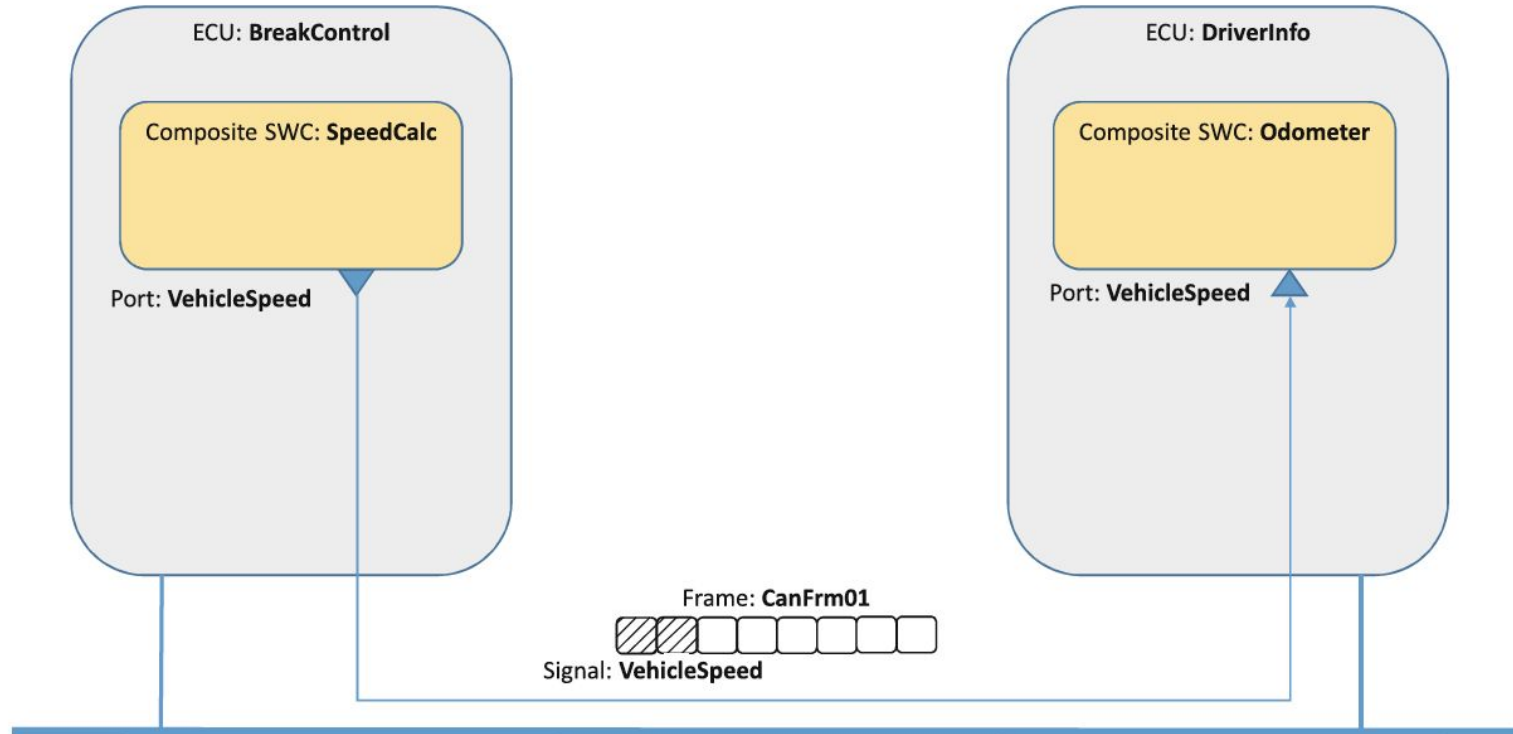 ECU: BreakControl
Composite SWC: SpeedCalc
Port: VehicleSpeed
ECU: DriverInfo
Composite SWC: Odometer
Port: VehicleSpeed
Frame: CanFrm01
Signal: VehicleSpeed